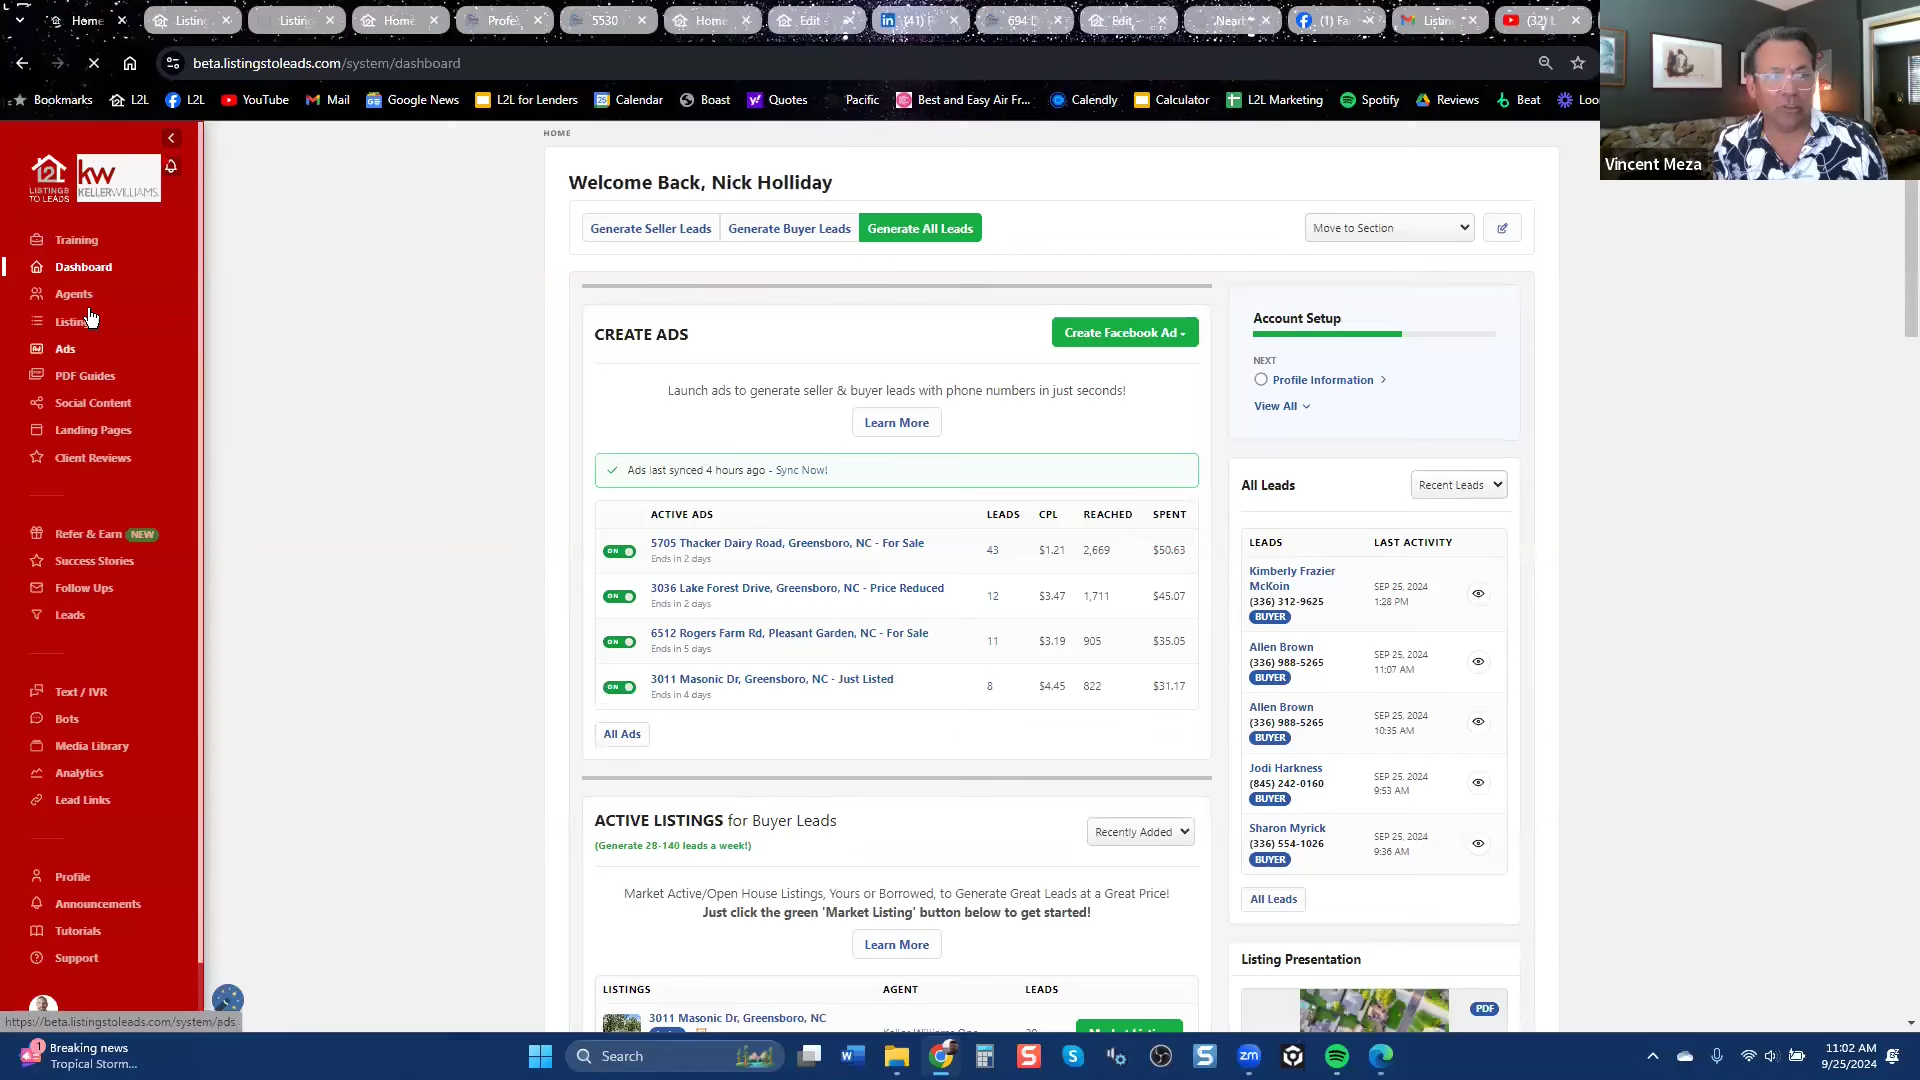 Home
Listin
Listing
Home
Profe
5530
Home
Edit -
(41) F
694 D
Edit -
Near
(1) Fa
Listin
(32) L
beta.listingstoleads.com/system/dashboard
Bookmarks L2L L2L YouTube Mail Google News L2L for Lenders Calendar Boast Quotes Pacific Best and Easy Air Fr... Calendly Calculator L2L Marketing Spotify Reviews Beat Loo
Vincent Meza
LISTINGS
TO LEADS
kw
KELLERWILLIAMS.
Training
Dashboard
Agents
Listin
Ads
PDF Guides
Social Content
Landing Pages
Client Reviews
Refer & Earn NEW
Success Stories
Follow Ups
Leads
Text / IVR
Bots
Media Library
Analytics
Lead Links
Profile
Announcements
Tutorials
Support
https://beta.listingstoleads.com/system/ads
HOME
Welcome Back, Nick Holliday
Generate Seller Leads Generate Buyer Leads Generate All Leads
Move to Section
CREATE ADS
Create Facebook Ad
Launch ads to generate seller & buyer leads with phone numbers in just seconds!
Learn More
Ads last synced 4 hours ago - Sync Now!
ACTIVE ADS LEADS CPL REACHED SPENT
ON 5705 Thacker Dairy Road, Greensboro, NC - For Sale 43 $1.21 2,669 $50.63
Ends in 2 days
ON 3036 Lake Forest Drive, Greensboro, NC - Price Reduced 12 $3.47 1,711 $45.07
Ends in 2 days
ON 6512 Rogers Farm Rd, Pleasant Garden, NC - For Sale 11 $3.19 905 $35.05
Ends in 5 days
ON 3011 Masonic Dr, Greensboro, NC - Just Listed 8 $4.45 822 $31.17
Ends in 4 days
All Ads
ACTIVE LISTINGS for Buyer Leads
(Generate 28-140 leads a week!)
Recently Added
Market Active/Open House Listings, Yours or Borrowed, to Generate Great Leads at a Great Price!
Just click the green 'Market Listing' button below to get started!
Learn More
LISTINGS AGENT LEADS
3011 Masonic Dr, Greensboro, NC
Account Setup
NEXT
Profile Information
View All
All Leads
Recent Leads
LEADS LAST ACTIVITY
Kimberly Frazier
McKoin
(336) 312-9625
BUYER
SEP 25, 2024
1:28 PM
Allen Brown
(336) 988-5265
BUYER
SEP 25, 2024
11:07 AM
Allen Brown
(336) 988-5265
BUYER
SEP 25, 2024
10:35 AM
Jodi Harkness
(845) 242-0160
BUYER
SEP 25, 2024
9:53 AM
Sharon Myrick
(336) 554-1026
BUYER
SEP 25, 2024
9:36 AM
All Leads
Listing Presentation
PDF
1
Breaking news
Tropical Storm...
Search
zm
11:02 AM
9/25/2024